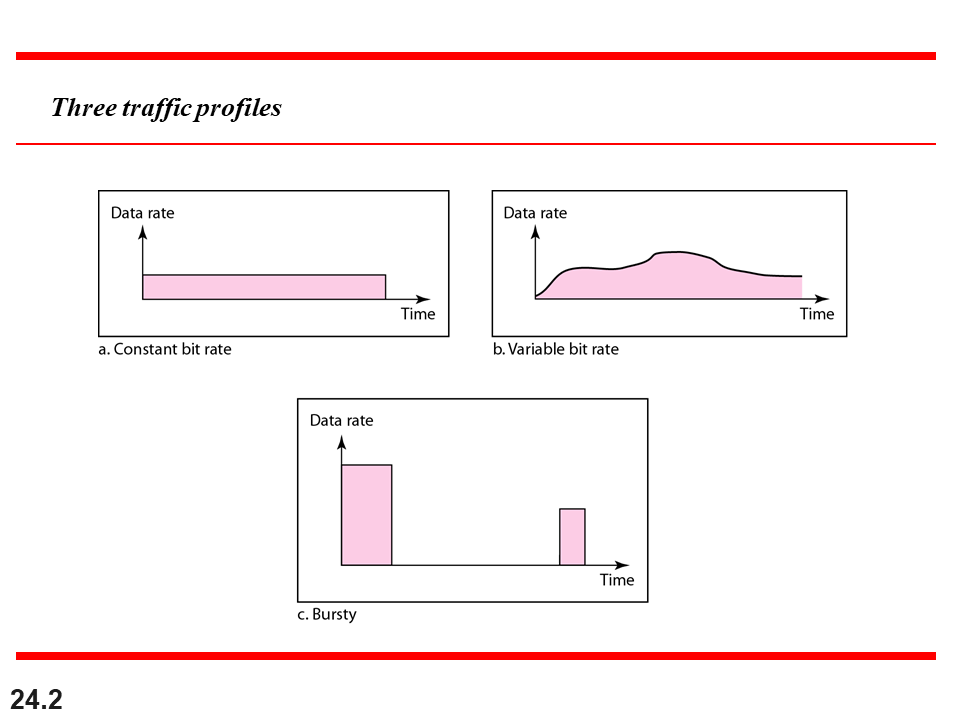 Three traffic profiles
Data rate
Time
a. Constant bit rate
Data rate
Time
b. Variable bit rate
Data rate
Time
c. Bursty
24.2